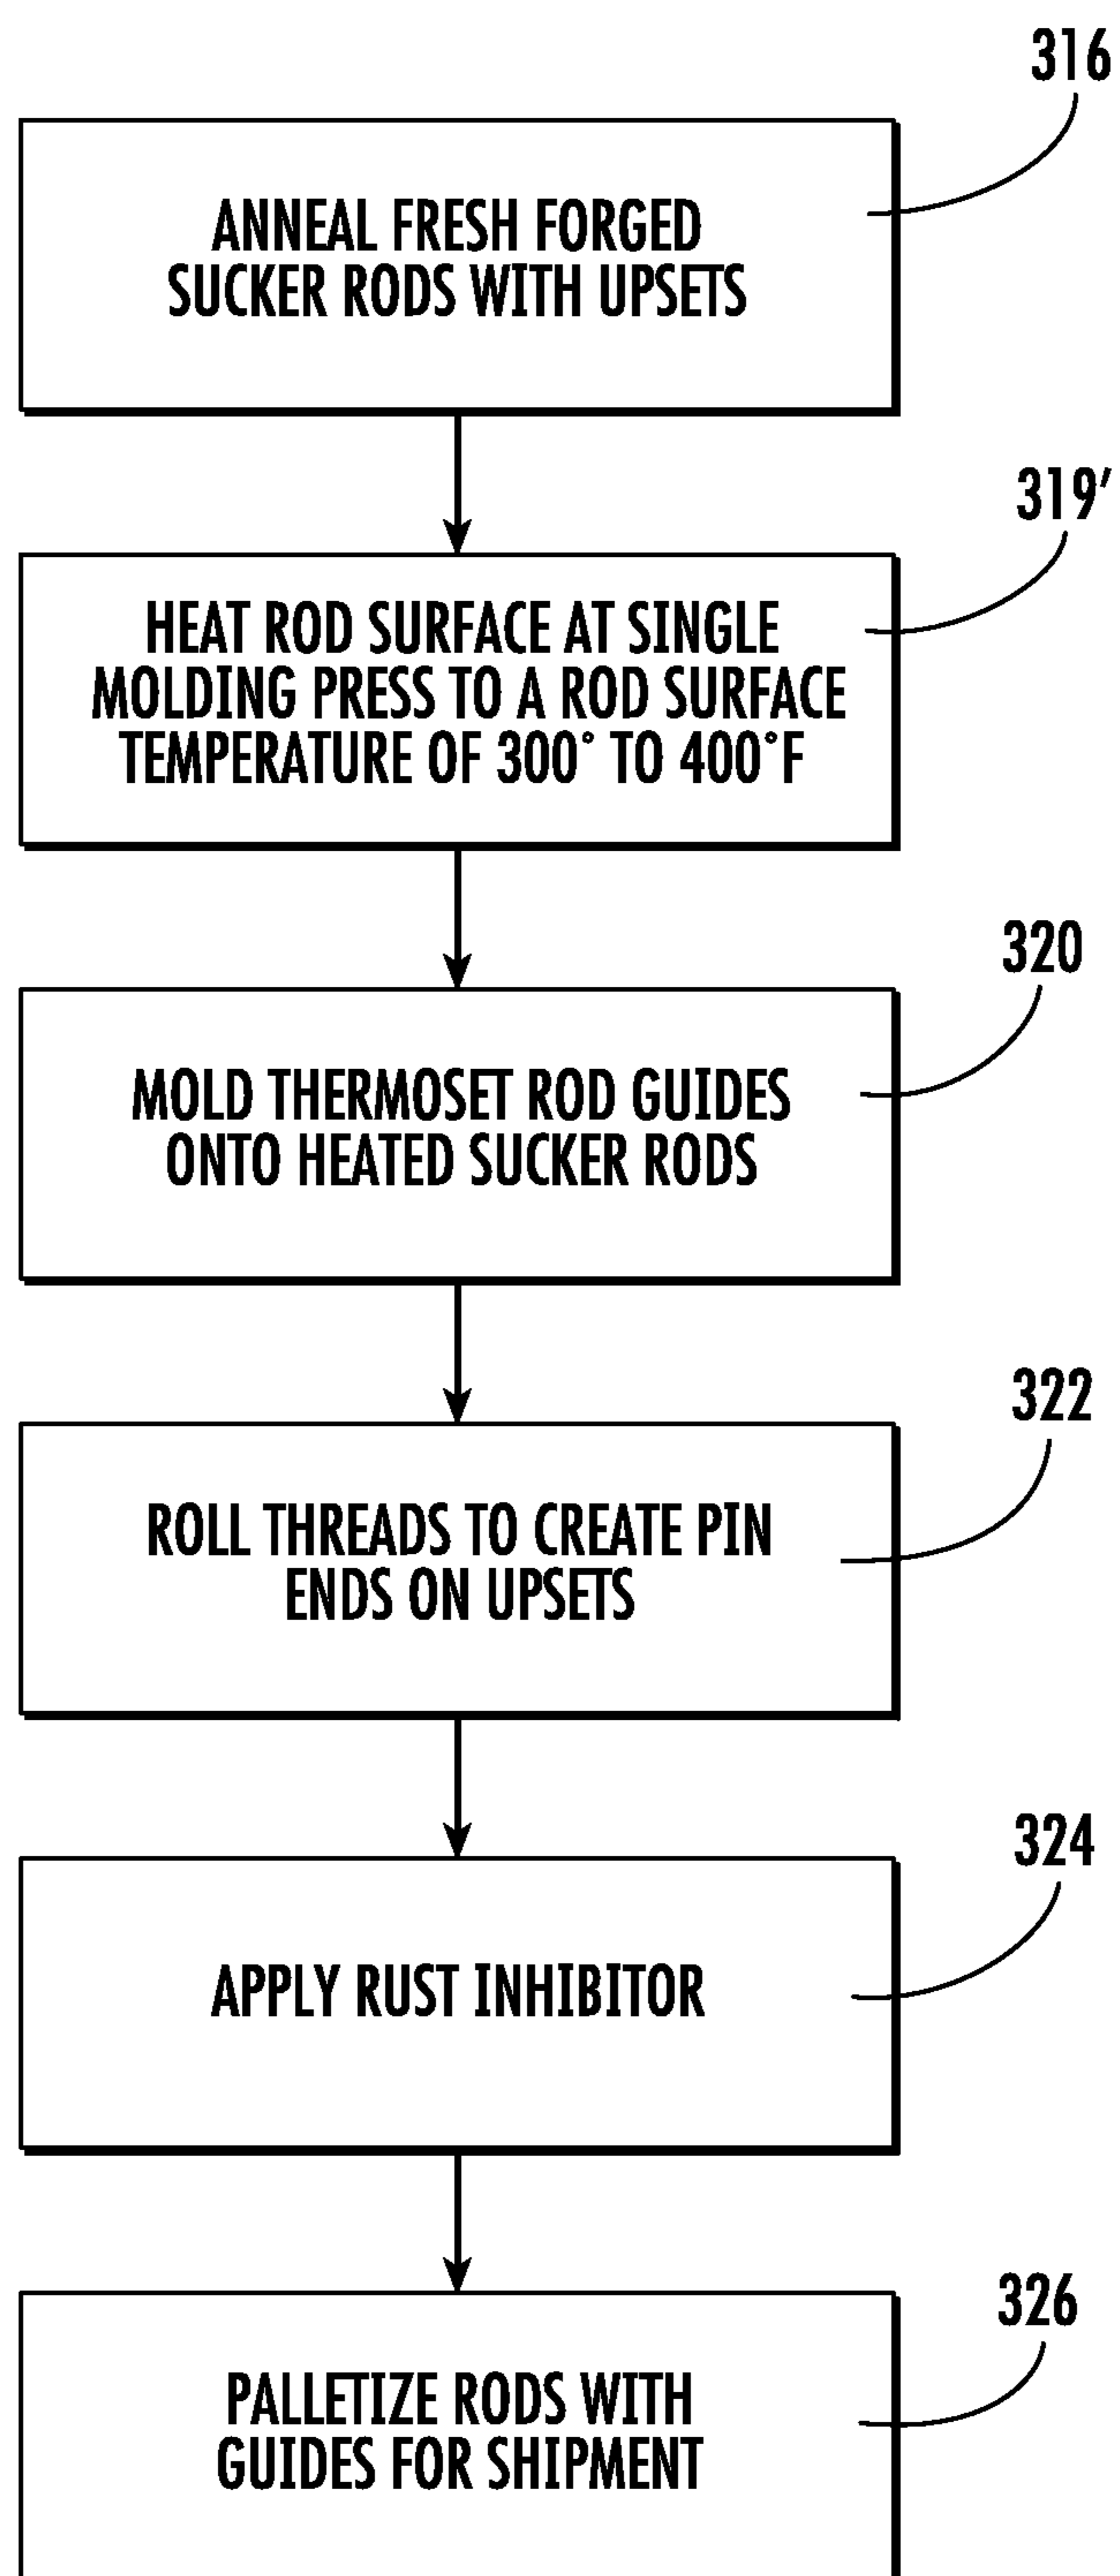 316
ANNEAL FRESH FORGED
SUCKER RODS WITH UPSETS
319'
HEAT ROD SURFACE AT SINGLE
MOLDING PRESS TO A ROD SURFACE
TEMPERATURE OF 300° TO 400°F
320
MOLD THERMOSET ROD GUIDES
ONTO HEATED SUCKER RODS
322
ROLL THREADS TO CREATE PIN
ENDS ON UPSETS
324
APPLY RUST INHIBITOR
326
PALLETIZE RODS WITH
GUIDES FOR SHIPMENT